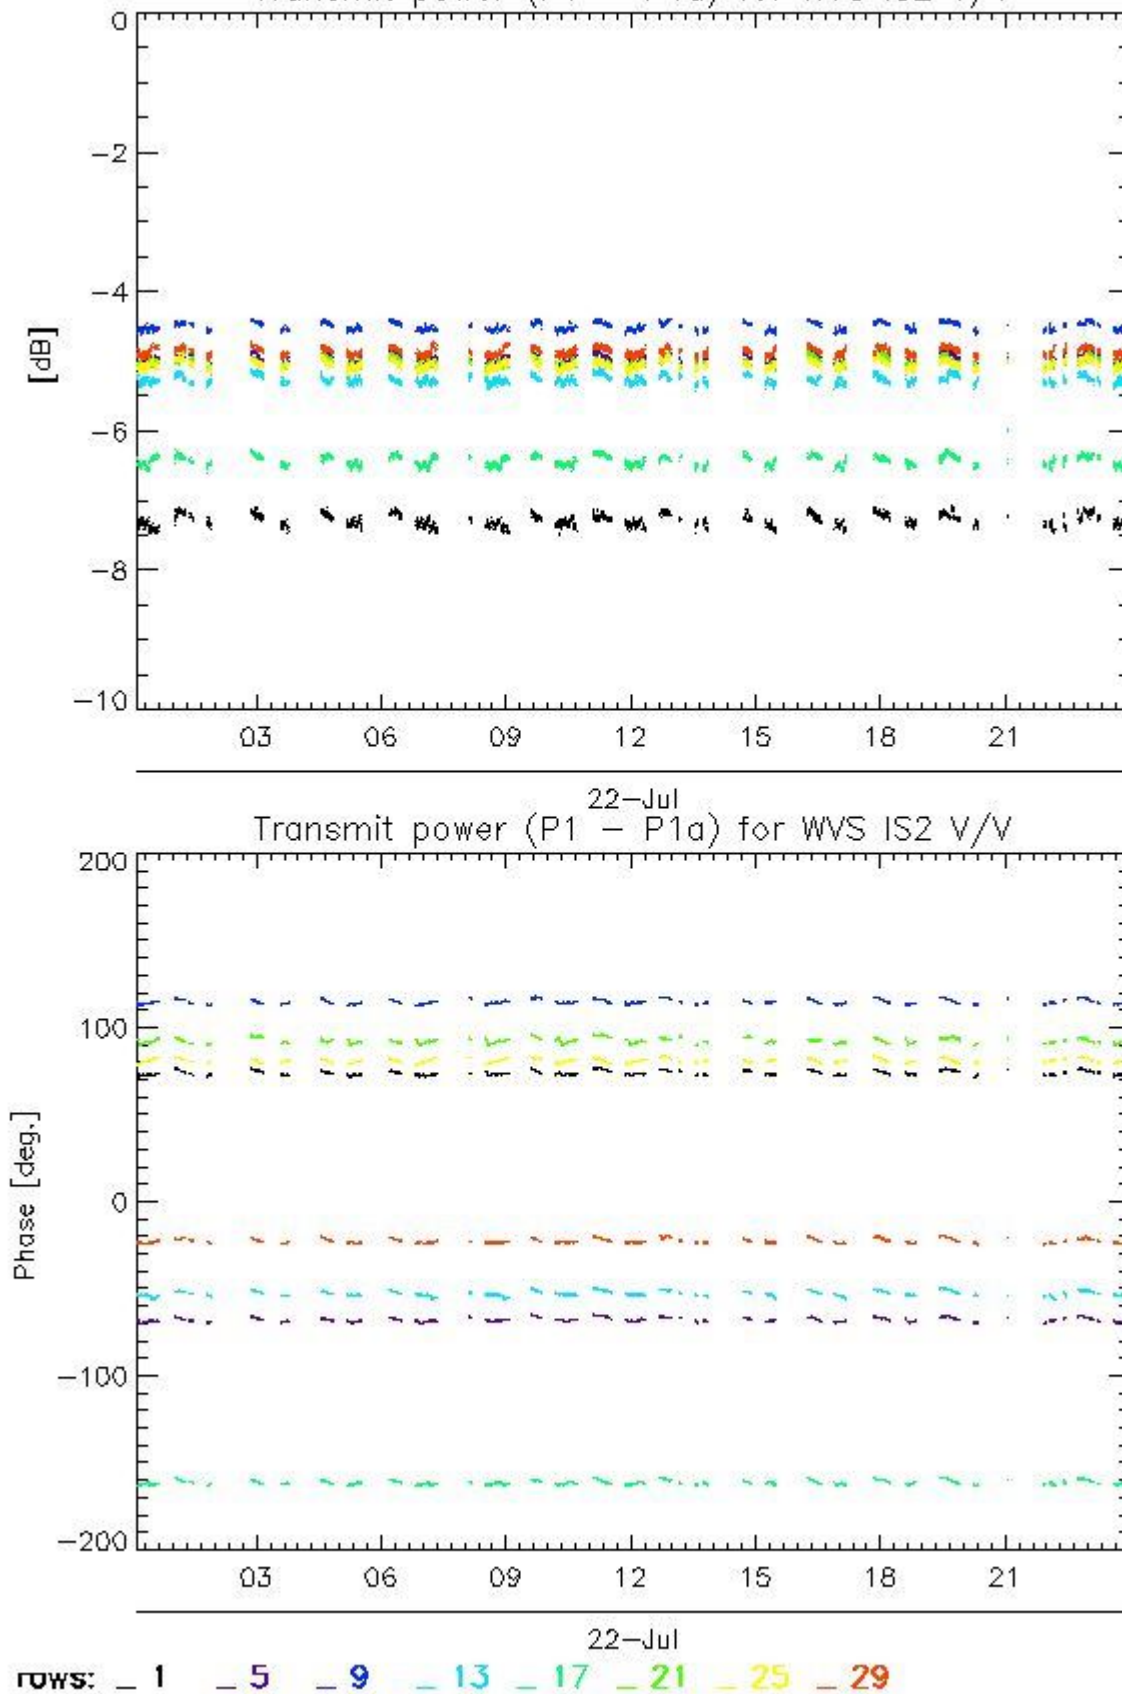 0
−2
−4
[dB]
−6
−8
−10
03 06 09 12 15 18 21
22−Jul
Transmit power (P1 − P1a) for WVS IS2 V/V
200
100
Phase [deg.]
0
−100
−200
03 06 09 12 15 18 21
22−Jul
rows: _ 1 _ 5 _ 9 _ 13 _ 17 _ 21 _ 25 _ 29